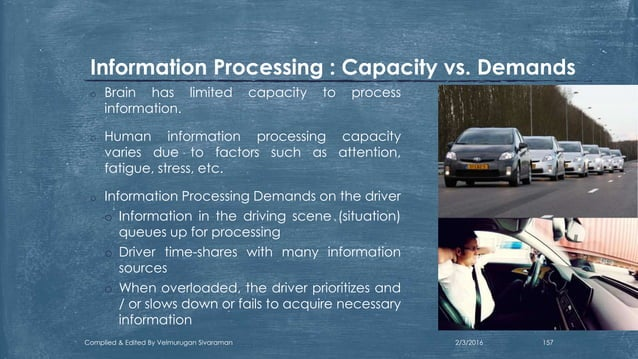 Information Processing : Capacity vs. Demands
Brain has limited capacity to process
information.
Human information processing capacity
varies due to factors such as attention,
fatigue, stress, etc.
Information Processing Demands on the driver
Information in the driving scene (situation)
queues up for processing
Driver time-shares with many information
sources
When overloaded, the driver prioritizes and
/ or slows down or fails to acquire necessary
information
Complied & Edited By Velmurugan Sivaraman
2/3/2016
157